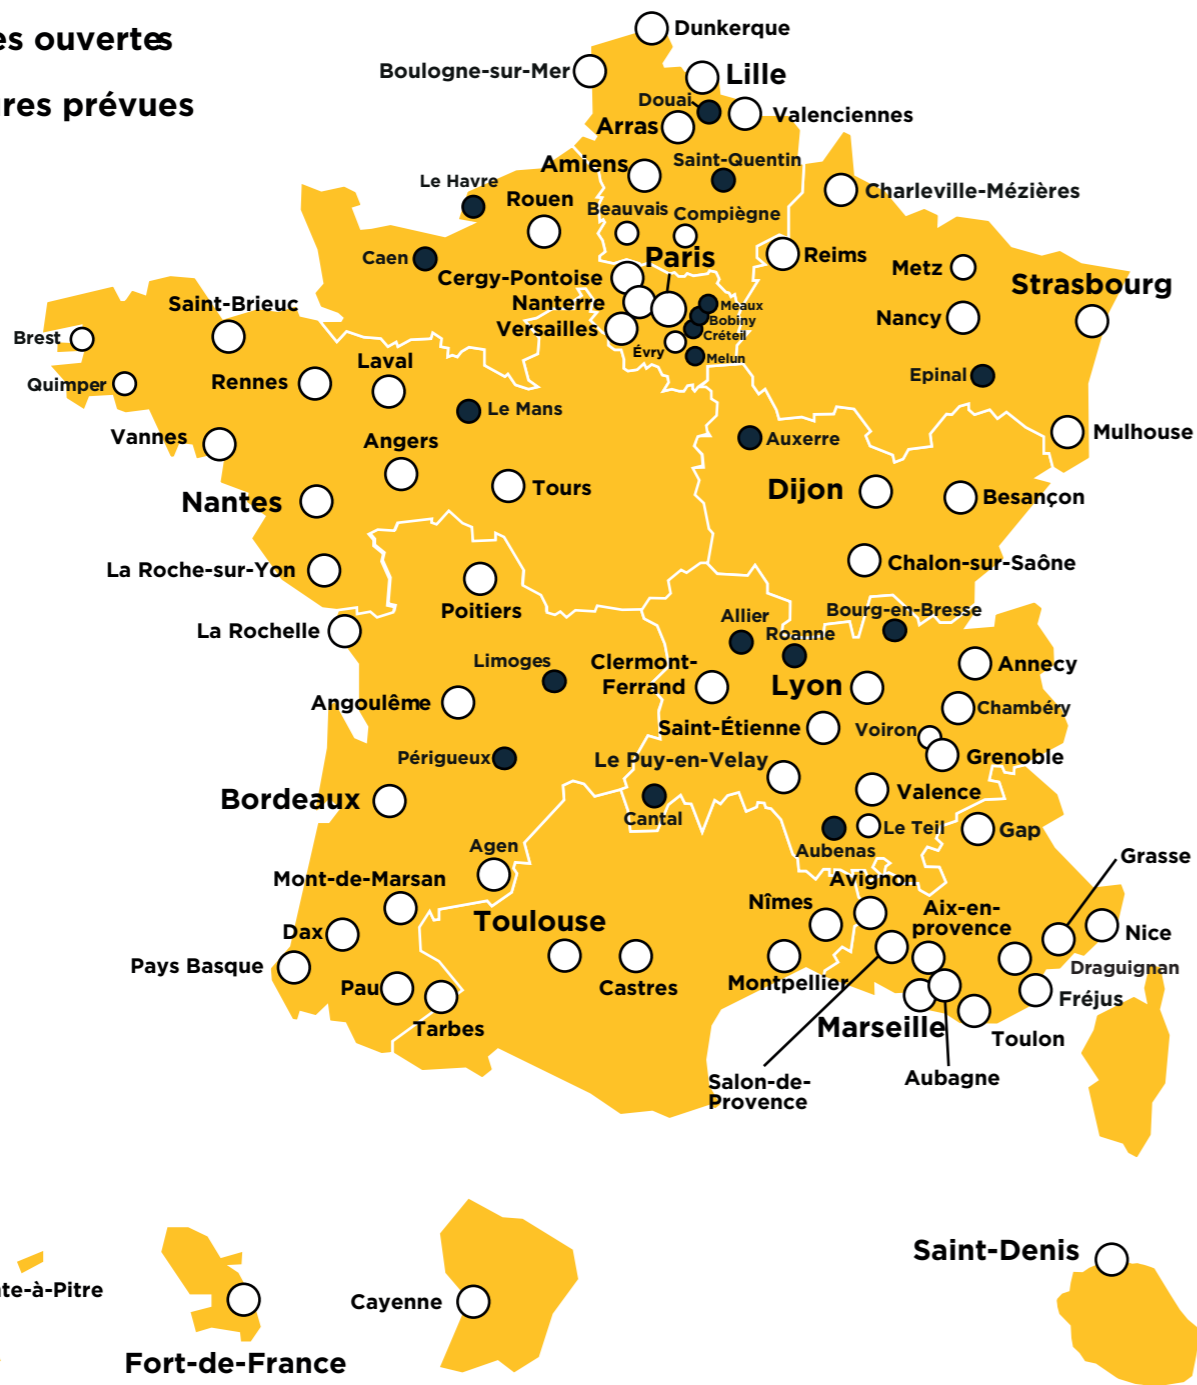 es ouvertes
res prévues
Dunkerque
Boulogne-sur-Mer
Lille
Douai
Valenciennes
Arras
Amiens
Saint-Quentin
Le Havre
Charleville-Mézières
Rouen
Beauvais
Compiègne
Caen
Paris
Reims
Cergy-Pontoise
Metz
Strasbourg
Nanterre
Saint-Brieuc
Meaux
Bobiny
Nancy
Versailles
Créteil
Brest
Évry
Melun
Laval
Epinal
Quimper
Rennes
Le Mans
Vannes
Angers
Auxerre
Mulhouse
Tours
Dijon
Besançon
Nantes
La Roche-sur-Yon
Chalon-sur-Saône
Poitiers
Allier
Bourg-en-Bresse
La Rochelle
Roanne
Limoges
Clermont-
Ferrand
Annecy
Lyon
Angoulême
Chambéry
Saint-Étienne
Voiron
Périgueux
Le Puy-en-Velay
Grenoble
Bordeaux
Valence
Cantal
Le Teil
Gap
Agen
Aubenas
Grasse
Mont-de-Marsan
Avignon
Nîmes
Aix-en-
provence
Toulouse
Dax
Nice
Pays Basque
Draguignan
Pau
Castres
Montpellier
Fréjus
Tarbes
Marseille
Toulon
Salon-de-
Provence
Aubagne
Saint-Denis
te-à-Pitre
Cayenne
Fort-de-France